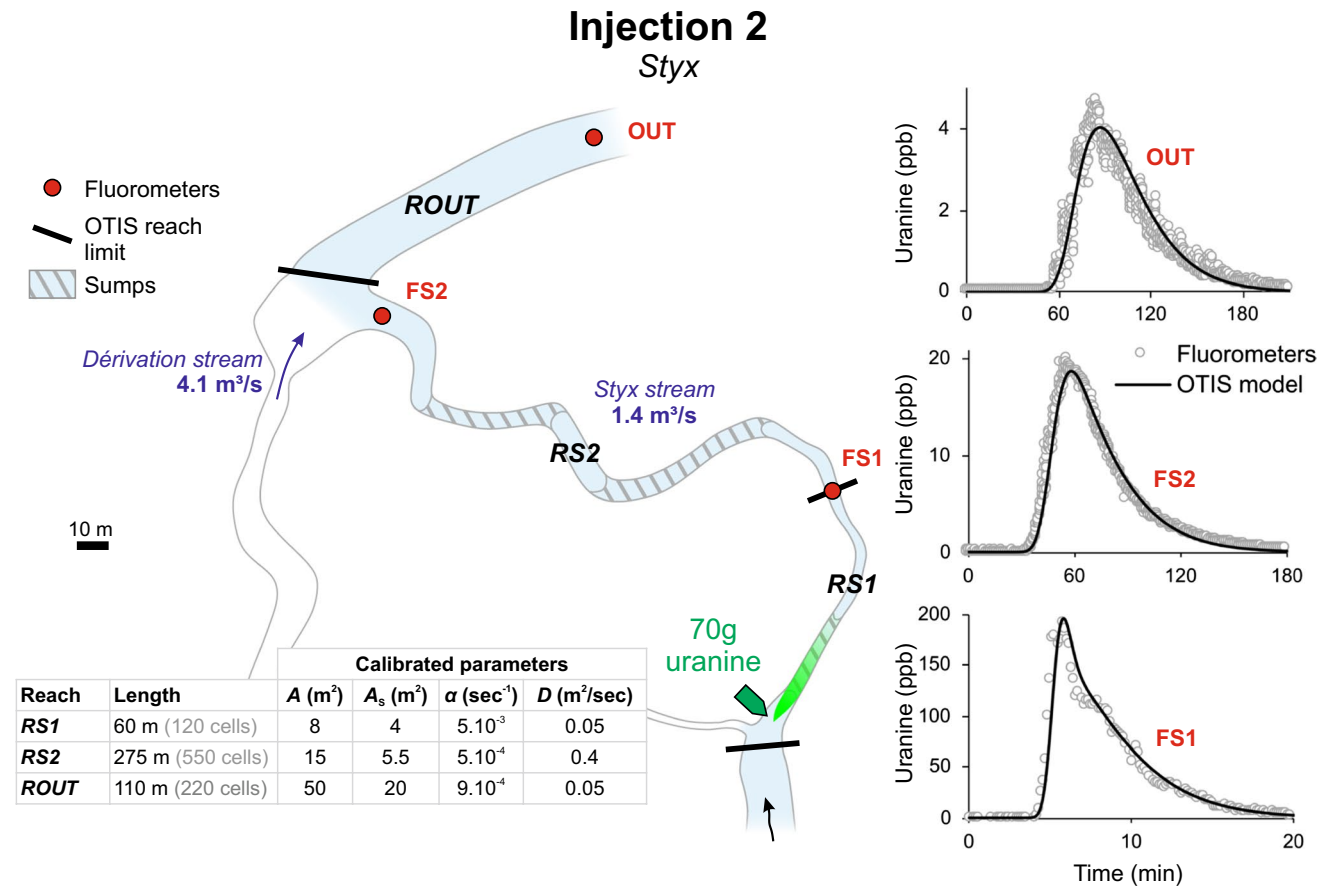 Injection 2
Styx
Fluorometers
OTIS reach
limit
Sumps
OUT
ROUT
FS2
Dérivation stream
4.1 m³/s
Styx stream
1.4 m³/s
RS2
FS1
RS1
10 m
70g
uranine
Calibrated parameters
Reach Length A (m²) Aₛ (m²) α (sec⁻¹) D (m²/sec)
RS1 60 m (120 cells) 8 4 5.10⁻³ 0.05
RS2 275 m (550 cells) 15 5.5 5.10⁻⁴ 0.4
ROUT 110 m (220 cells) 50 20 9.10⁻⁴ 0.05
Uranine (ppb)
4
2
0
OUT
0 60 120 180
Fluorometers
OTIS model
Uranine (ppb)
20
10
0
FS2
0 60 120 180
Uranine (ppb)
200
150
100
50
0
FS1
0 10 20
Time (min)